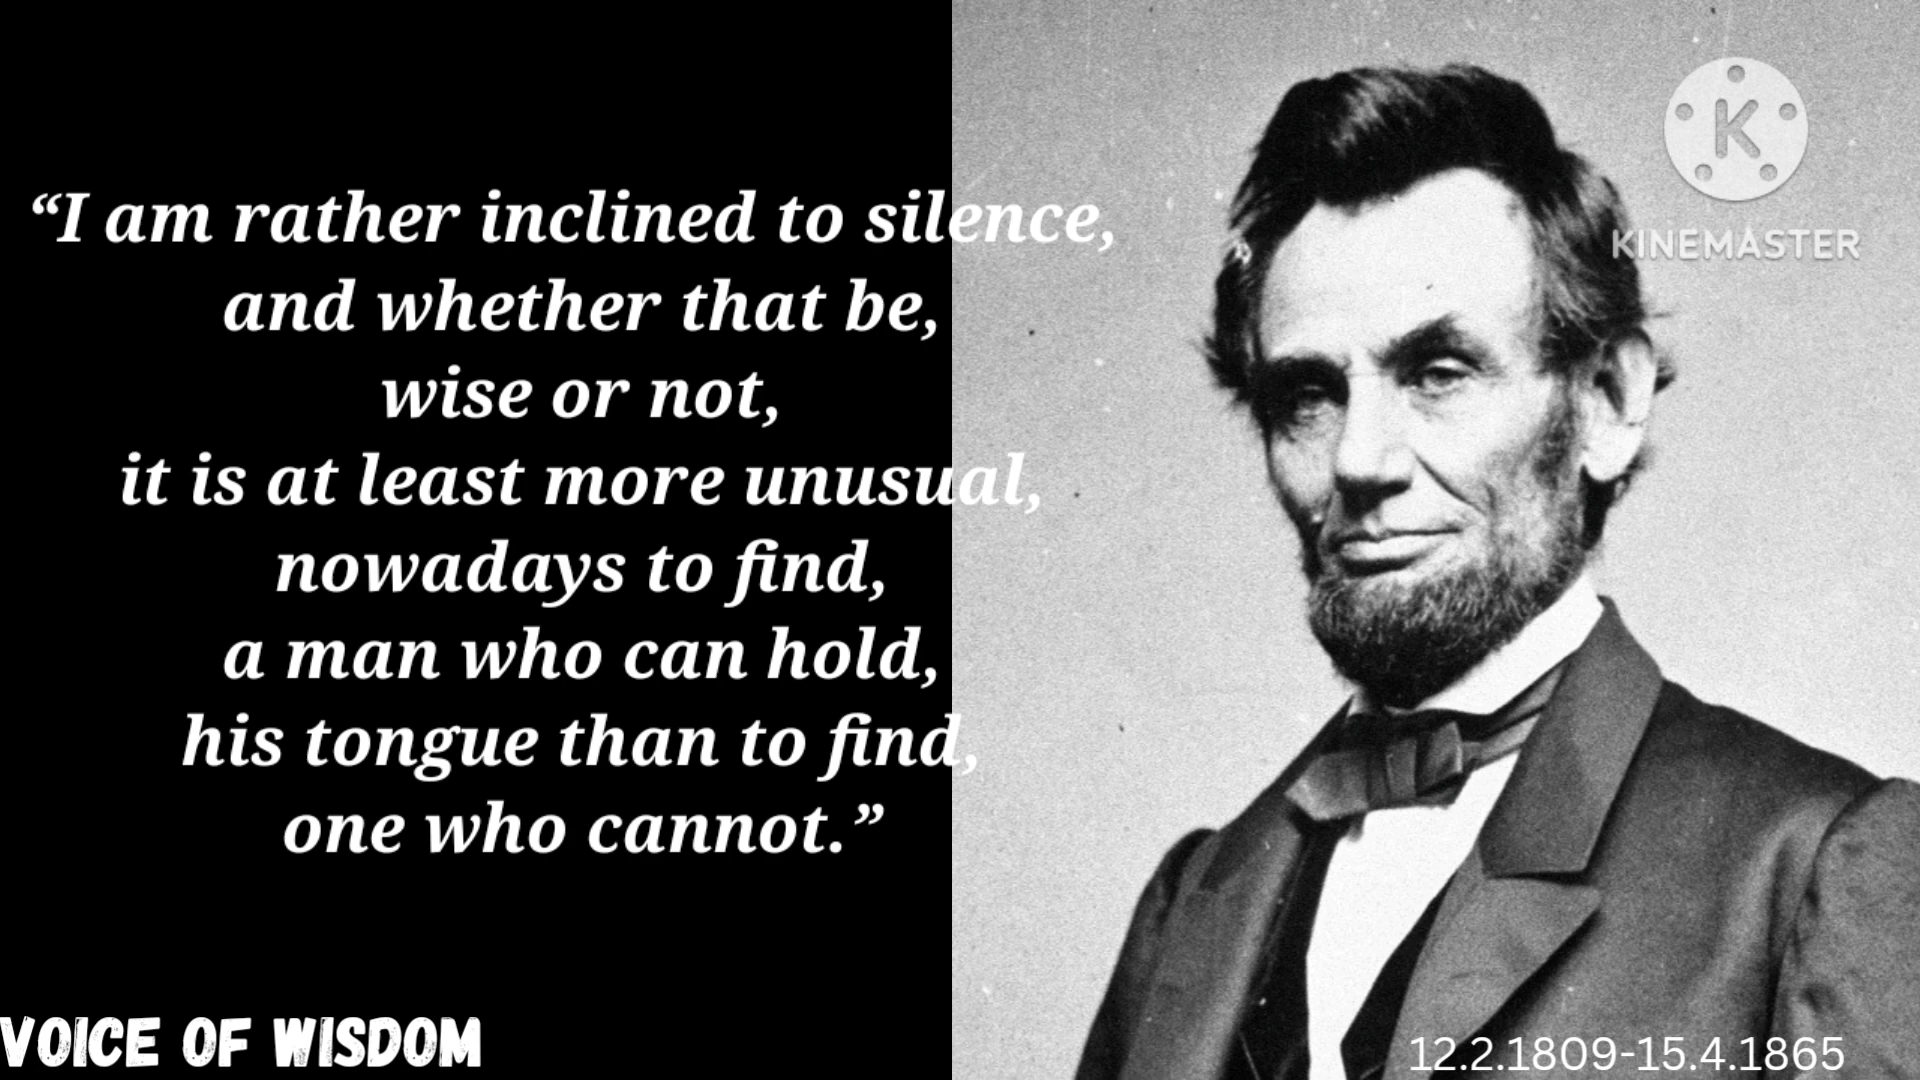 “I am rather inclined to silence,
and whether that be,
wise or not,
it is at least more unusual,
nowadays to find,
a man who can hold,
his tongue than to find,
one who cannot.”
VOICE OF WISDOM
K
KINEMASTER
12.2.1809-15.4.1865